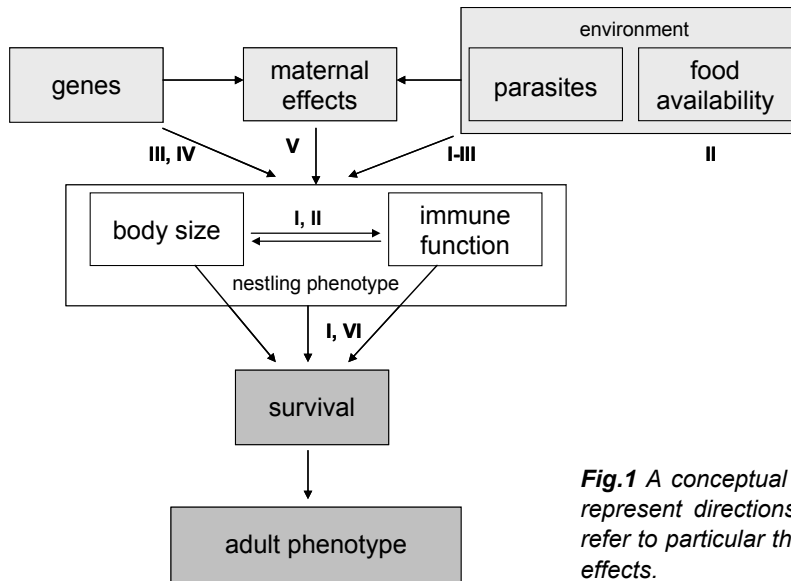 environment
genes
maternal
effects
parasites
food
availability
III, IV
V
I-III
II
body size
I, II
immune
function
nestling phenotype
I, VI
survival
adult phenotype
Fig.1 A conceptual
represent directions
refer to particular th
effects.